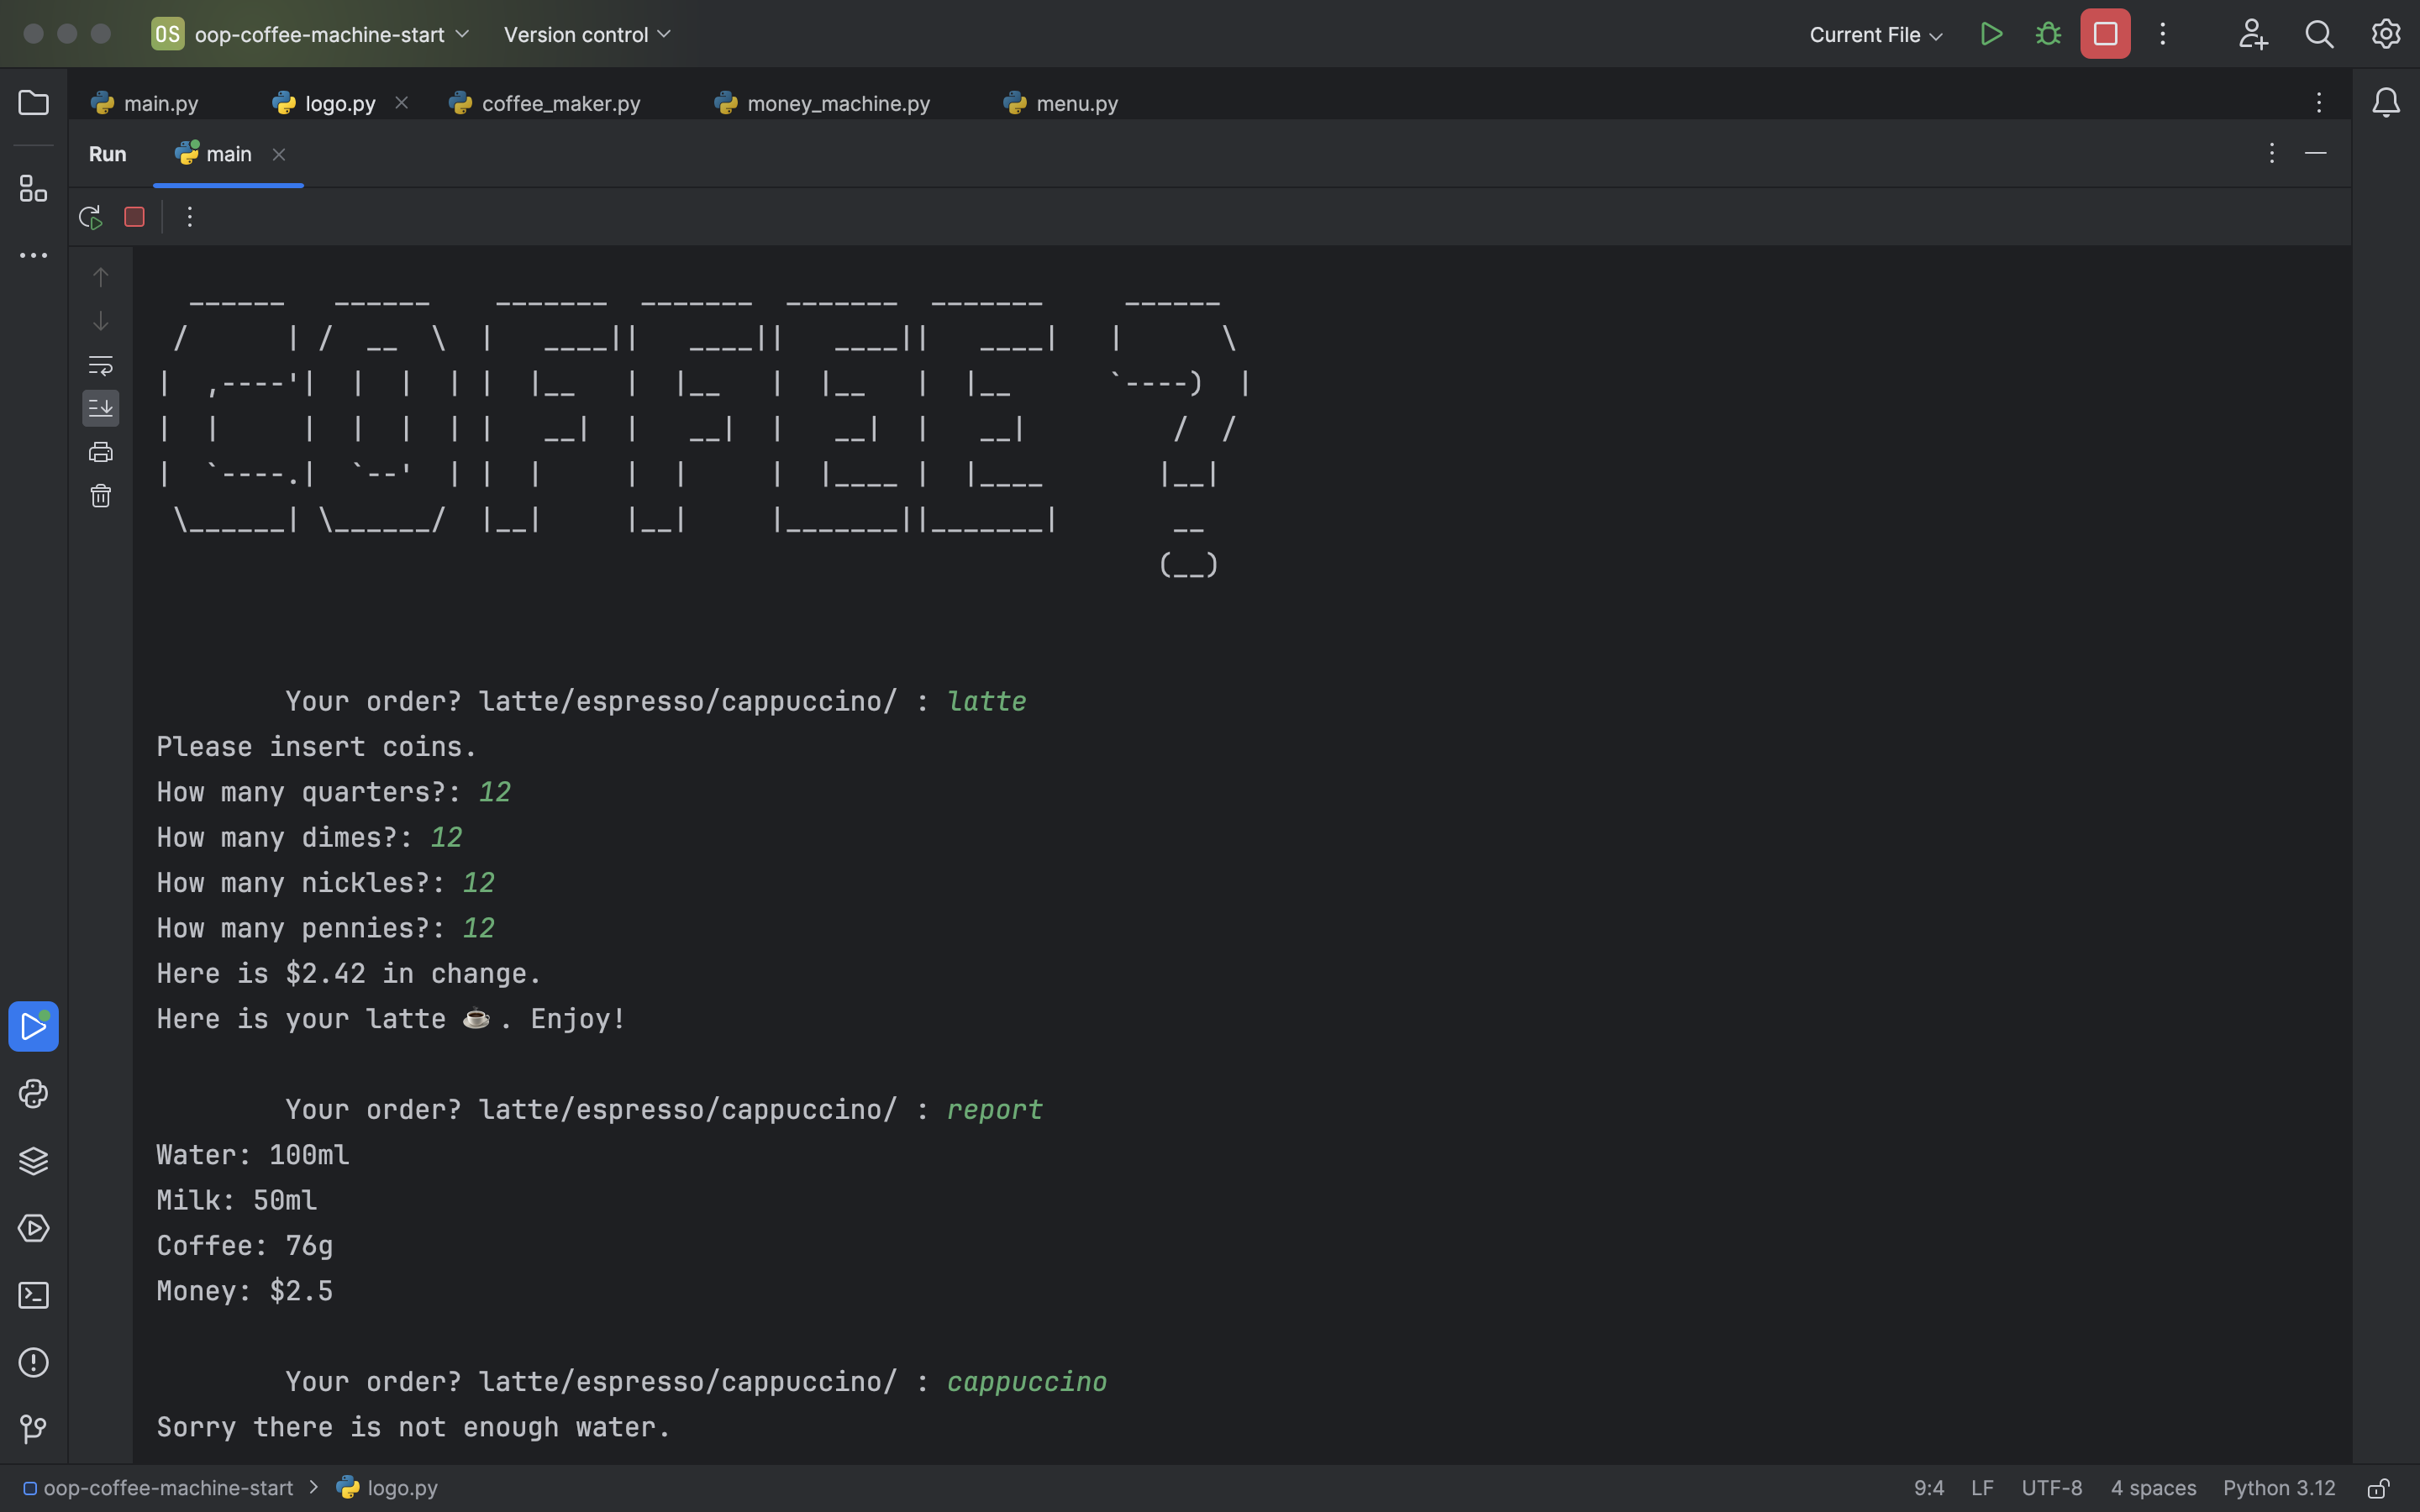 OS oop-coffee-machine-start Version control Current File
main.py logo.py coffee_maker.py money_machine.py menu.py
Run main
  ______   ______    _______  _______  _______  _______     ______
 /      | /  __  \  |   ____||   ____||   ____||   ____|   |      \
|  ,----'|  |  |  | |  |__   |  |__   |  |__   |  |__      `----)  |
|  |     |  |  |  | |   __|  |   __|  |   __|  |   __|         /  /
|  `----.|  `--'  | |  |     |  |     |  |____ |  |____       |__|
 \______| \______/  |__|     |__|     |_______||_______|       __
                                                              (__)
Your order? latte/espresso/cappuccino/ : latte
Please insert coins.
How many quarters?: 12
How many dimes?: 12
How many nickles?: 12
How many pennies?: 12
Here is $2.42 in change.
Here is your latte ☕. Enjoy!
Your order? latte/espresso/cappuccino/ : report
Water: 100ml
Milk: 50ml
Coffee: 76g
Money: $2.5
Your order? latte/espresso/cappuccino/ : cappuccino
Sorry there is not enough water.
oop-coffee-machine-start > logo.py 9:4 LF UTF-8 4 spaces Python 3.12